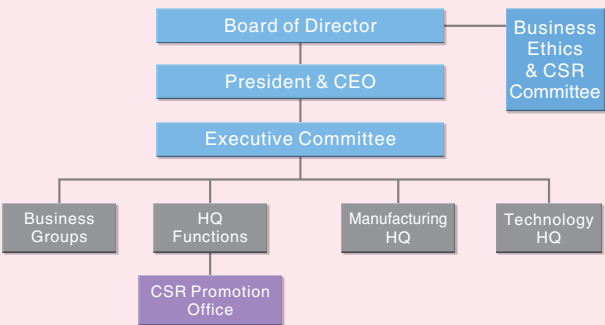 Board of Director
Business
Ethics
& CSR
Committee
President & CEO
Executive Committee
Business
Groups
HQ
Functions
Manufacturing
HQ
Technology
HQ
CSR Promotion
Office